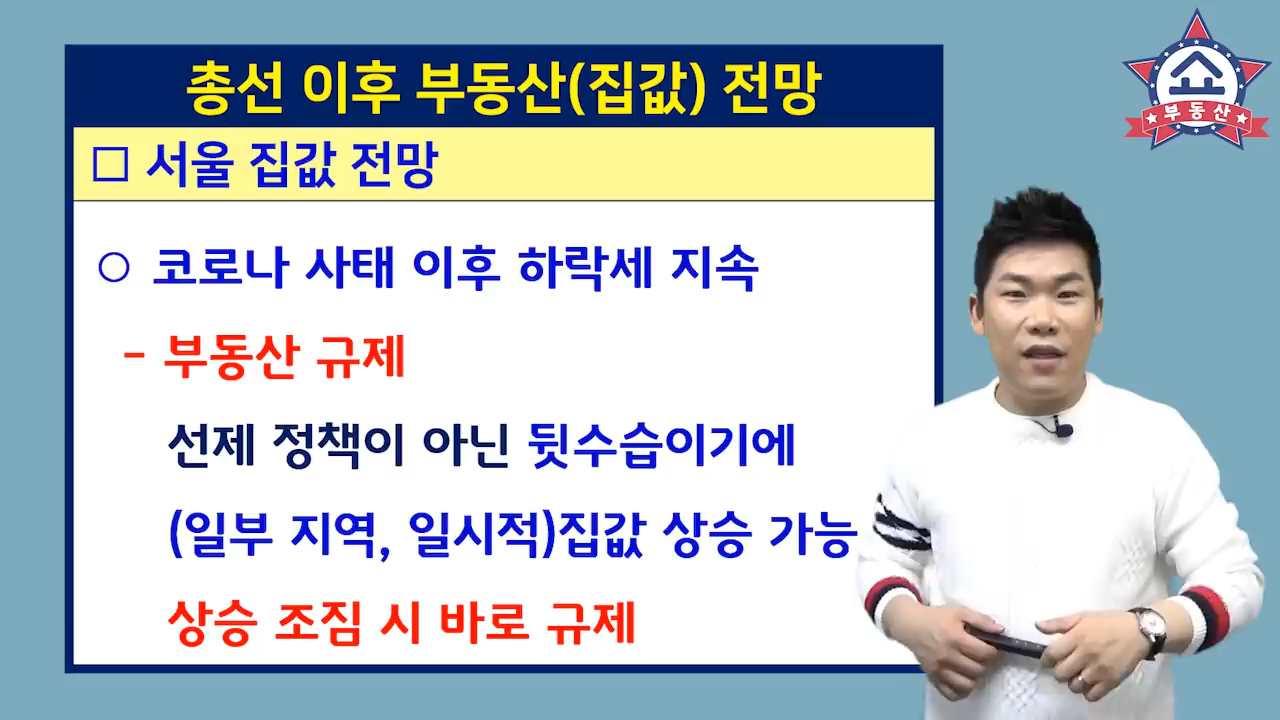 총선 이후 부동산(집값) 전망
□ 서울 집값 전망
○ 코로나 사태 이후 하락세 지속
- 부동산 규제
선제 정책이 아닌 뒷수습이기에
(일부 지역, 일시적)집값 상승 가능
상승 조짐 시 바로 규제
쇼
부동산